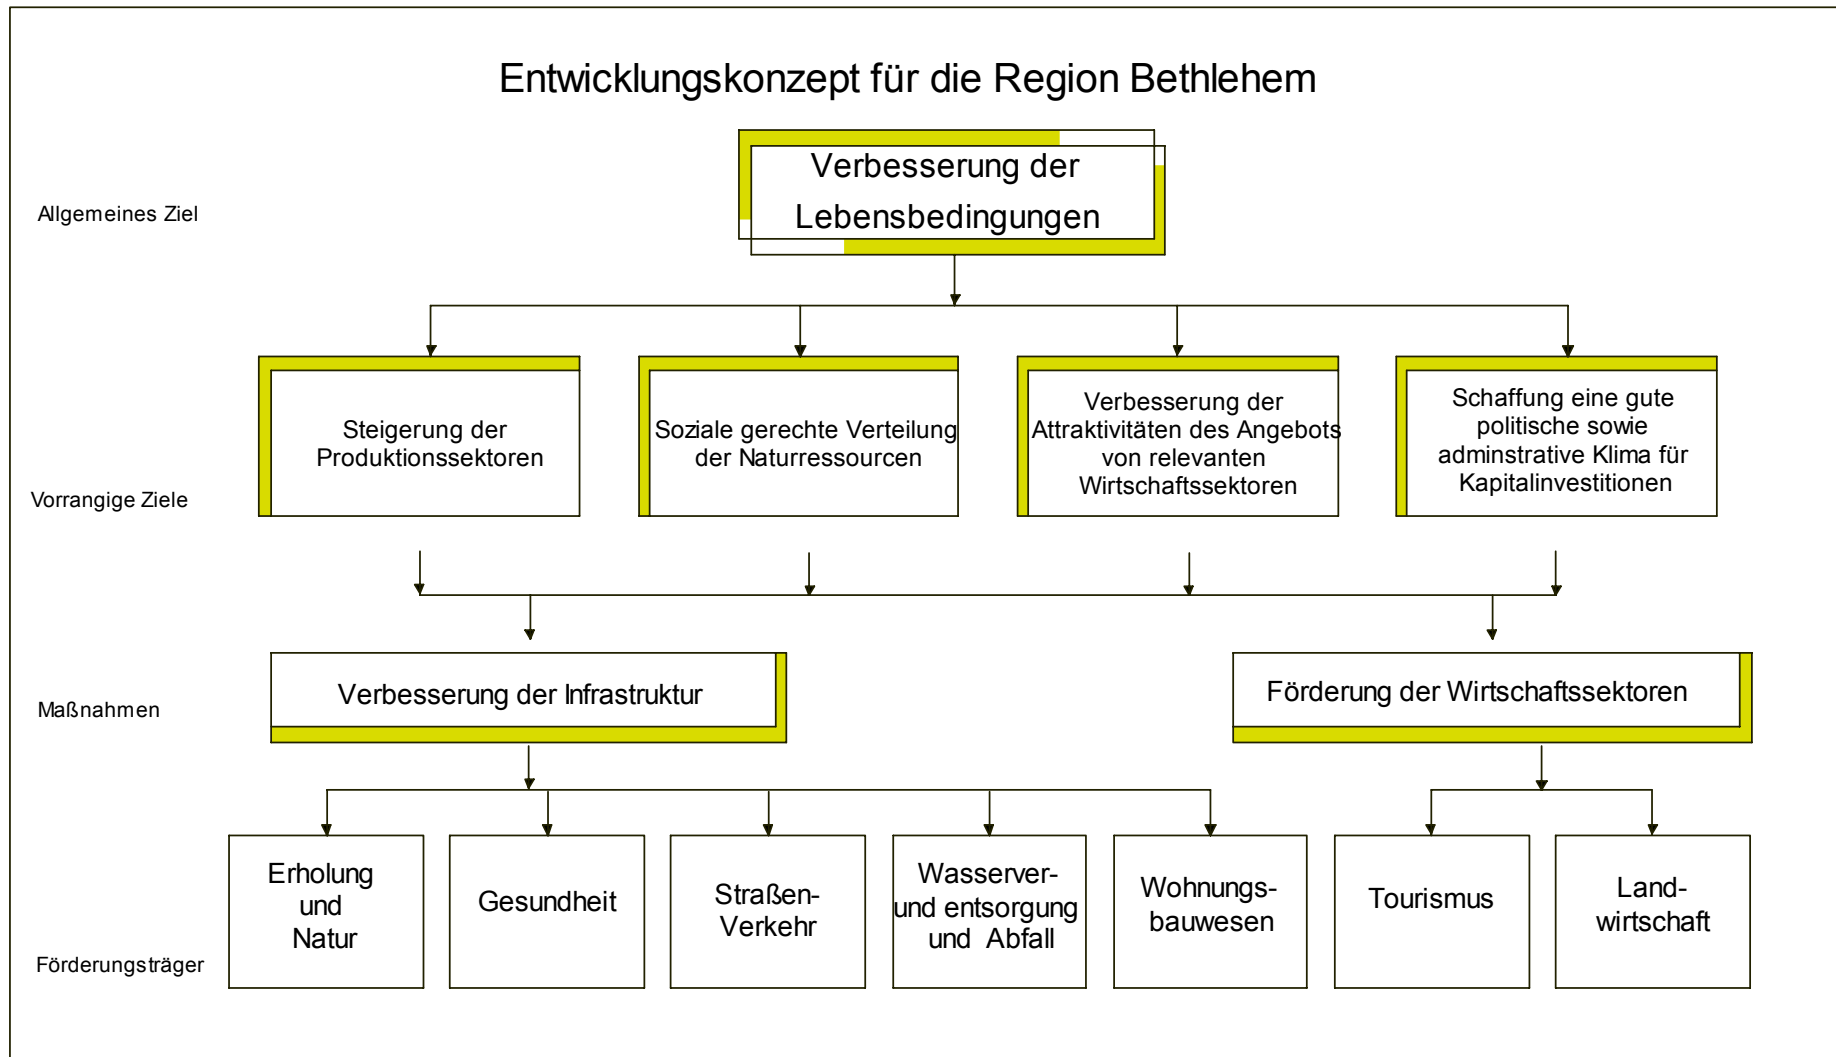 Entwicklungskonzept für die Region Bethlehem
Allgemeines Ziel
Verbesserung der
Lebensbedingungen
Vorrangige Ziele
Steigerung der
Produktionssektoren
Soziale gerechte Verteilung
der Naturressourcen
Verbesserung der
Attraktivitäten des Angebots
von relevanten
Wirtschaftssektoren
Schaffung eine gute
politische sowie
adminstrative Klima für
Kapitalinvestitionen
Maßnahmen
Verbesserung der Infrastruktur
Förderung der Wirtschaftssektoren
Förderungsträger
Erholung
und
Natur
Gesundheit
Straßen-
Verkehr
Wasserver-
und entsorgung
und Abfall
Wohnungs-
bauwesen
Tourismus
Land-
wirtschaft